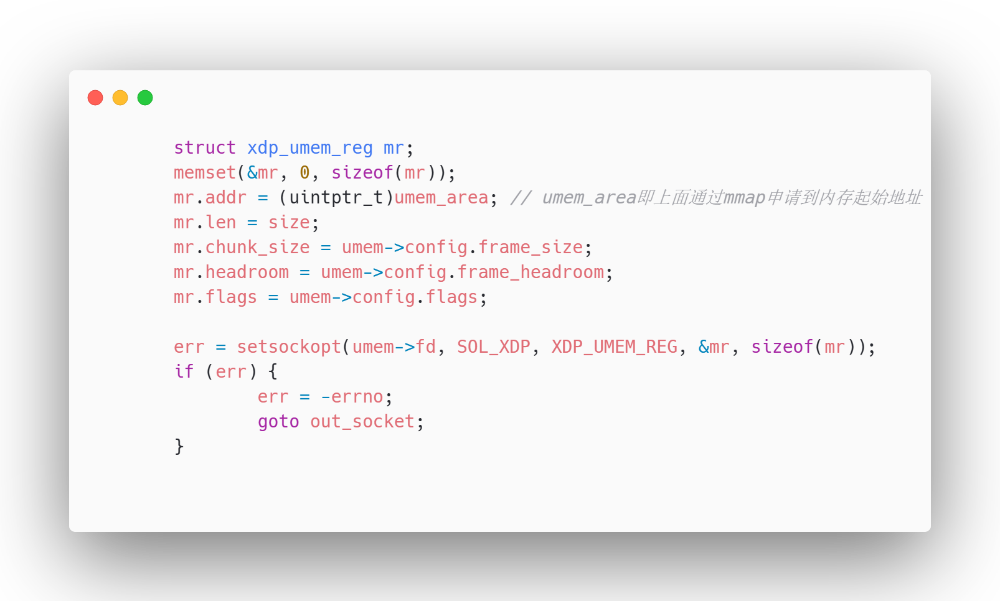 struct xdp_umem_reg mr;
memset(&mr, 0, sizeof(mr));
mr.addr = (uintptr_t)umem_area; // umem_area即上面通过mmap申请到内存起始地址
mr.len = size;
mr.chunk_size = umem->config.frame_size;
mr.headroom = umem->config.frame_headroom;
mr.flags = umem->config.flags;
err = setsockopt(umem->fd, SOL_XDP, XDP_UMEM_REG, &mr, sizeof(mr));
if (err) {
err = -errno;
goto out_socket;
}